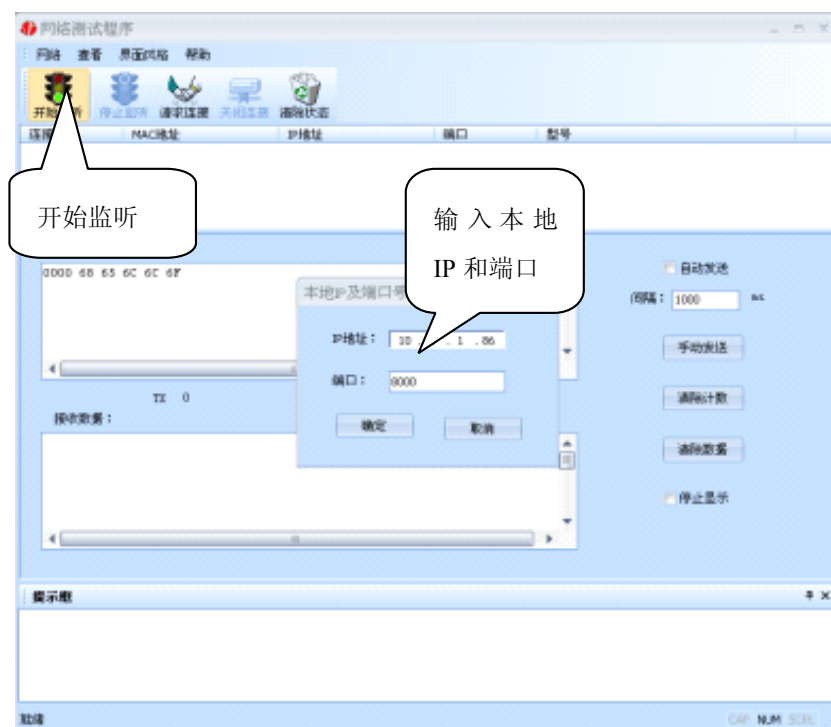 网络测试程序
网络 查看 界面风格 帮助
开始 听 停止监听 请求连接 关闭连接 清除状态
连接 MAC地址 IP地址 端口 型号
开始监听
输入本地
IP 和端口
0000 68 65 6C 6C 6F
自动发送
本地IP及端口号
间隔： 1000 ms
IP地址： 10 . . 1 .86
手动发送
端口： 8000
TX 0
清除计数
接收数据：
确定 取消
清除数据
停止显示
提示框
就绪 CAP NUM SCRL